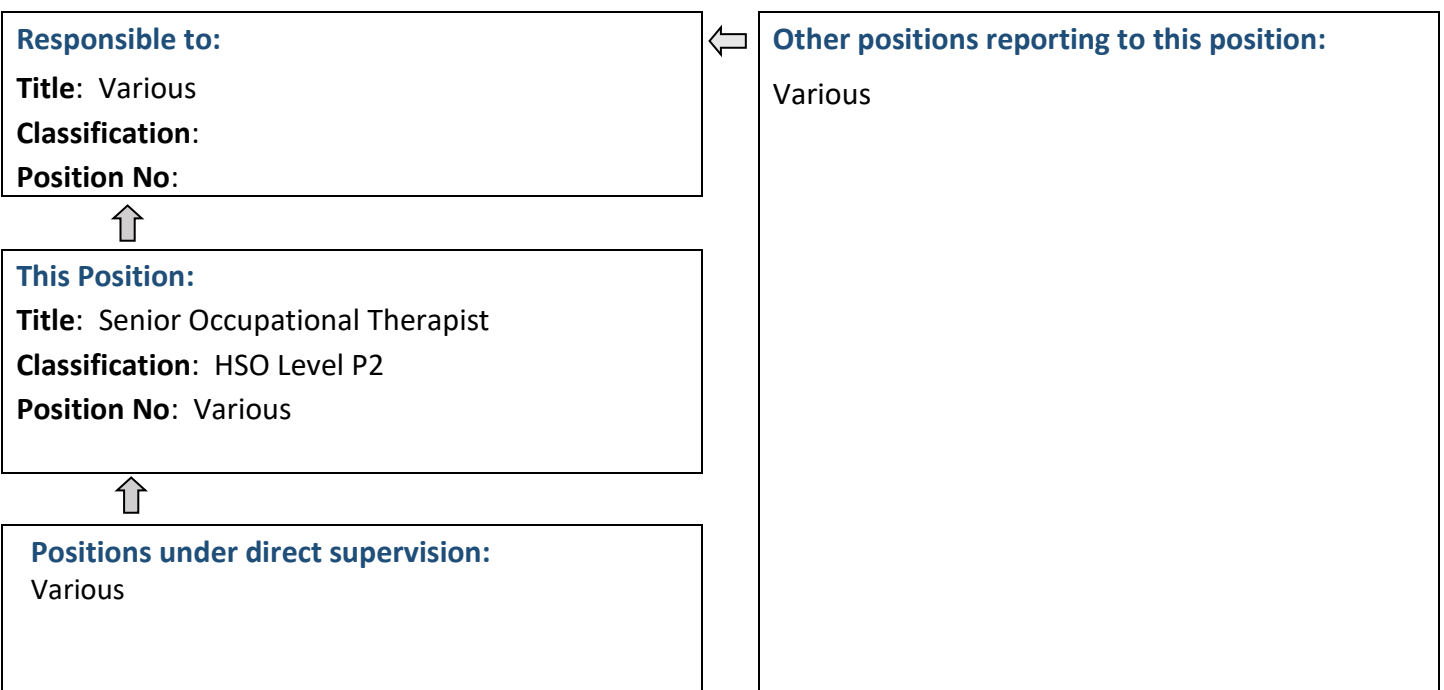 Responsible to:
Title: Various
Classification:
Position No:
This Position:
Title: Senior Occupational Therapist
Classification: HSO Level P2
Position No: Various
Positions under direct supervision:
Various
Other positions reporting to this position:
Various